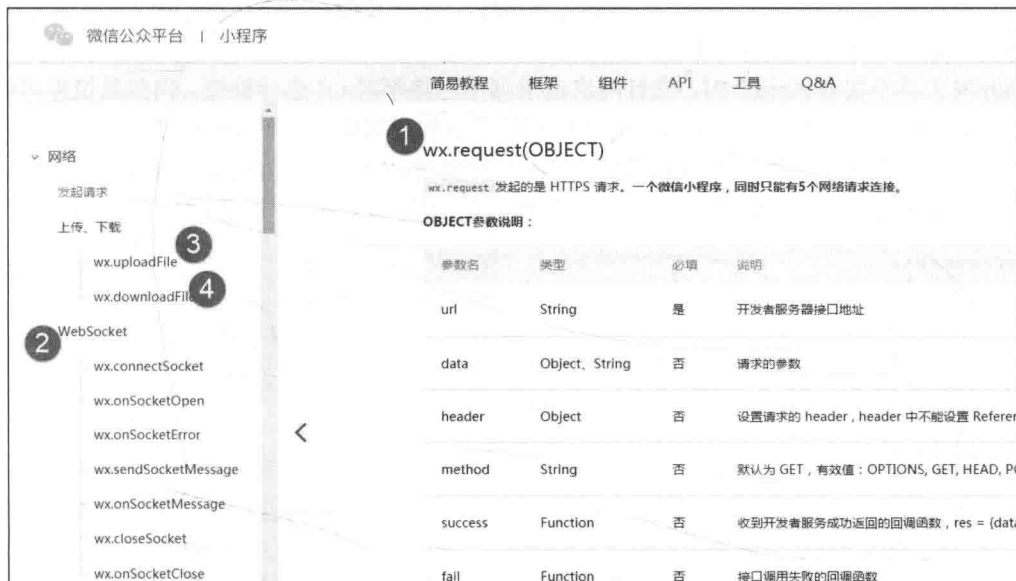 微信公众平台 | 小程序
简易教程 框架 组件 API 工具 Q&A
网络
发起请求
上传、下载
3
wx.uploadFile
wx.downloadFile
4
WebSocket
2
wx.connectSocket
wx.onSocketOpen
wx.onSocketError
wx.sendSocketMessage
wx.onSocketMessage
wx.closeSocket
wx.onSocketClose
1
wx.request(OBJECT)
wx.request 发起的是 HTTPS 请求。一个微信小程序，同时只能有5个网络请求连接。
OBJECT参数说明：
参数名 类型 必填 说明
url String 是 开发者服务器接口地址
data Object、String 否 请求的参数
header Object 否 设置请求的 header , header 中不能设置 Referer
method String 否 默认为 GET，有效值：OPTIONS, GET, HEAD, PO
success Function 否 收到开发者服务成功返回的回调函数，res = {data
fail Function 否 接口调用失败的回调函数